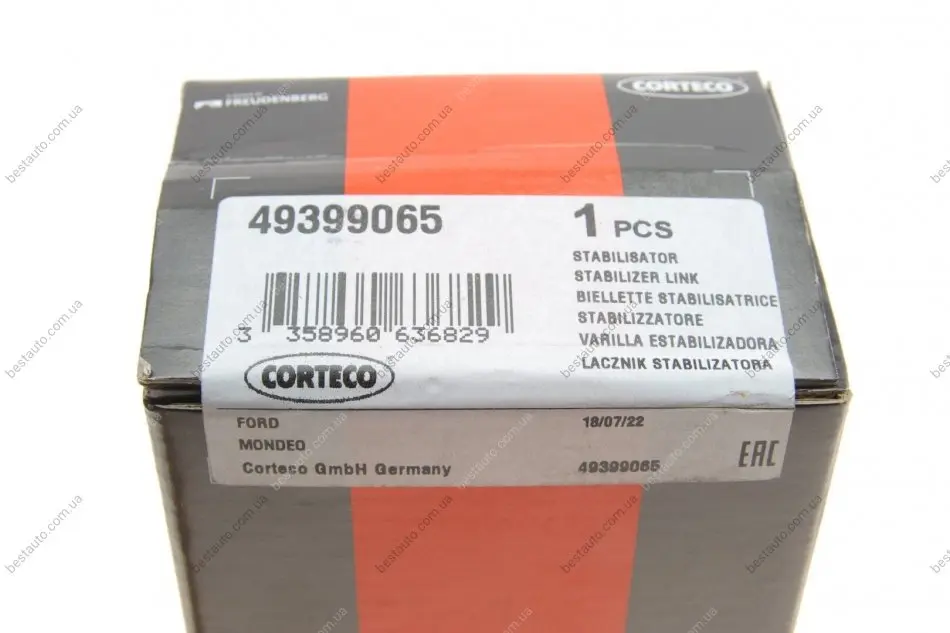 FREUDENBERG
CORTECO
49399065
1 PCS
STABILISATOR
STABILIZER LINK
BIELLETTE STABILISATRICE
STABILIZZATORE
VARILLA ESTABILIZADORA
LACZNIK STABILIZATORA
3 358960 636829
CORTECO
FORD
18/07/22
MONDEO
Corteco GmbH Germany
49399065
EAC
bestauto.com.ua